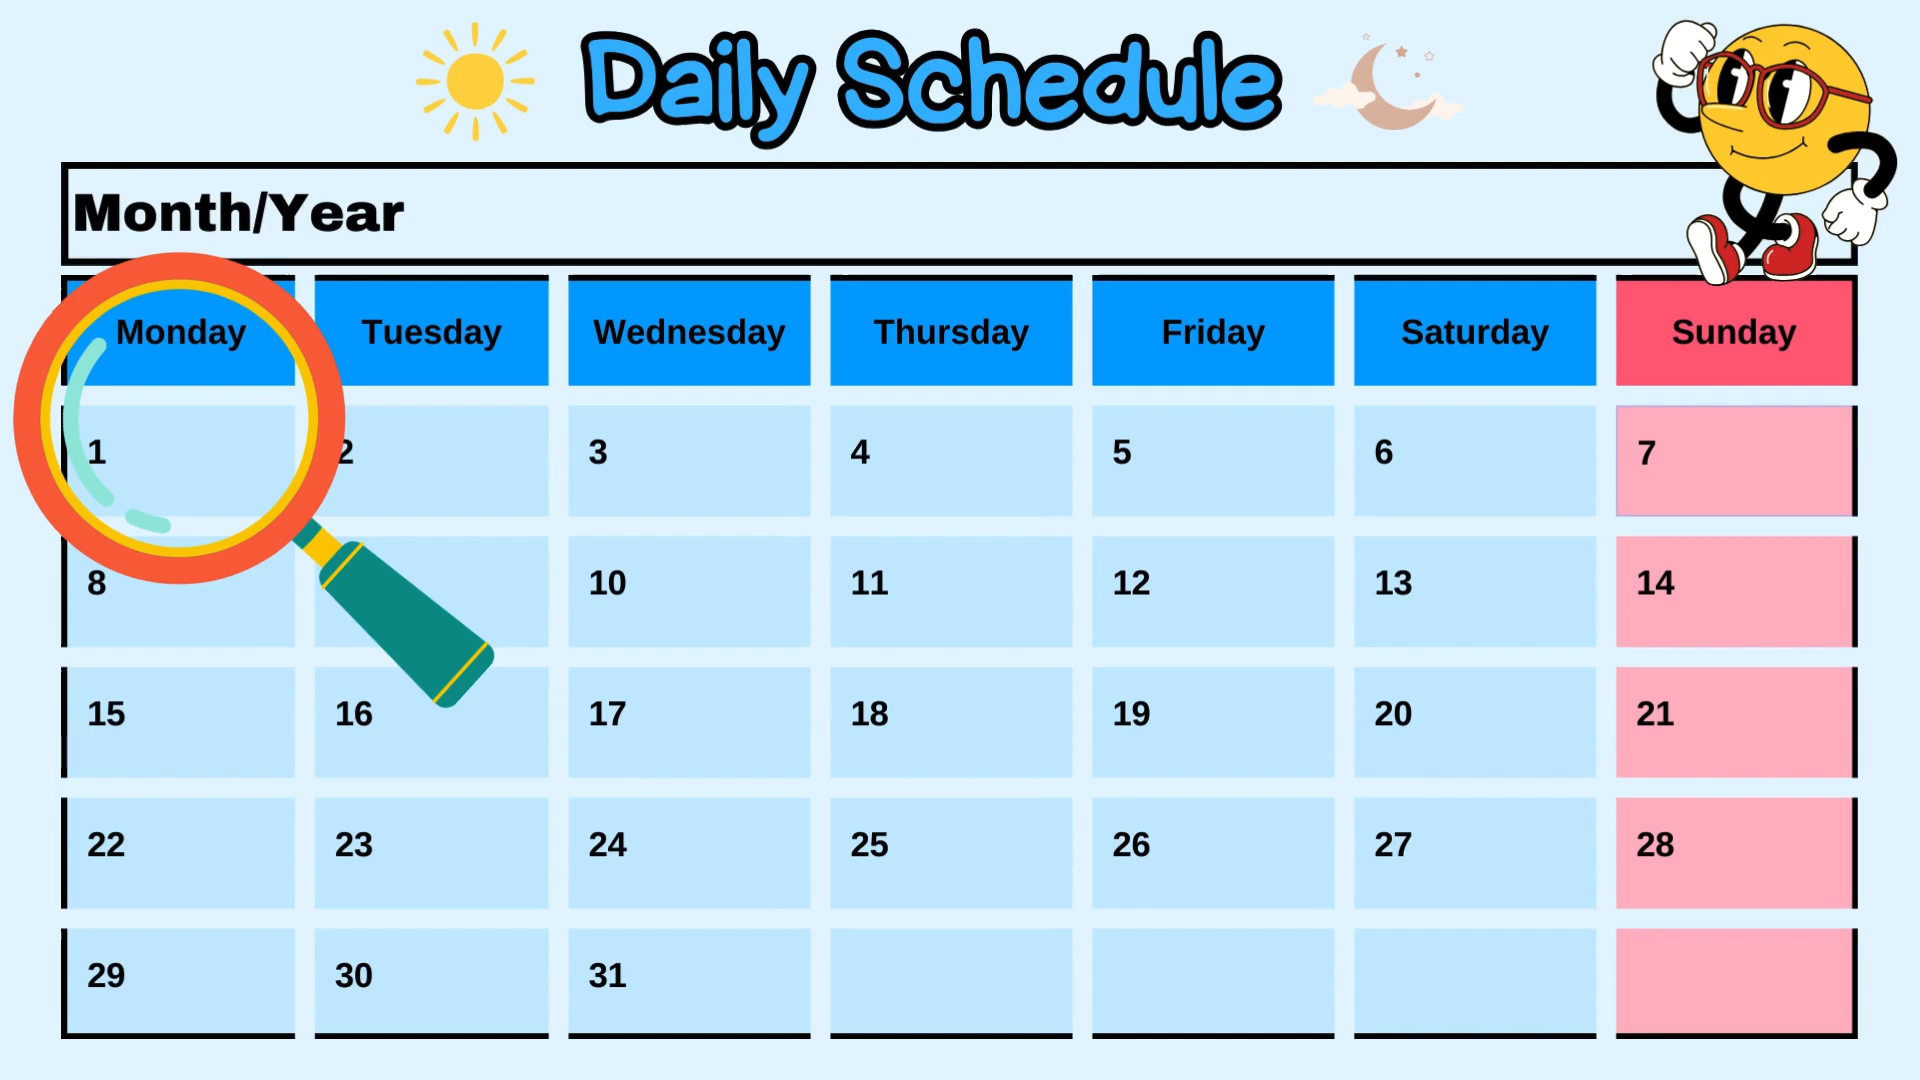 Daily Schedule
Month/Year
Monday Tuesday Wednesday Thursday Friday Saturday Sunday
1 2 3 4 5 6 7
8 10 11 12 13 14
15 16 17 18 19 20 21
22 23 24 25 26 27 28
29 30 31